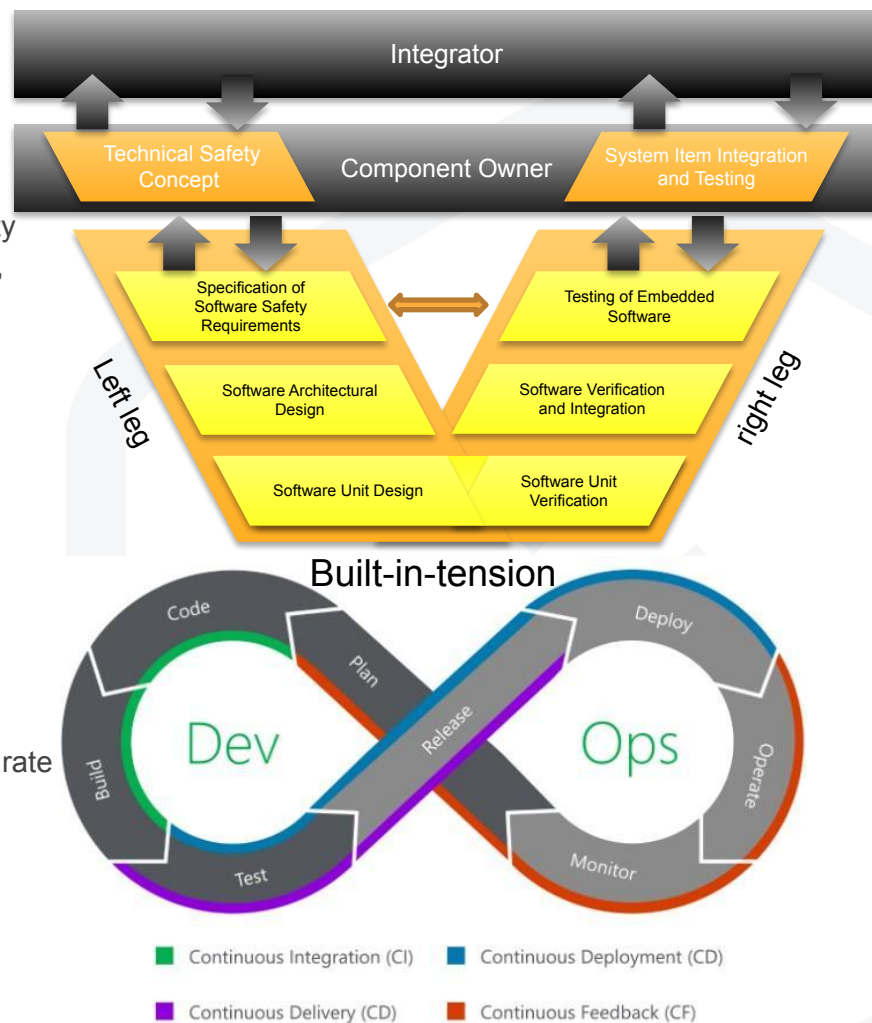 Integrator
Technical Safety
Concept
Component Owner
System Item Integration
and Testing
Specification of
Software Safety
Requirements
Testing of Embedded
Software
Left leg
right leg
Software Architectural
Design
Software Verification
and Integration
Software Unit Design
Software Unit
Verification
Built-in-tension
Code
Plan
Build
Test
Dev
Release
Deploy
Ops
Operate
Monitor
rate
Continuous Integration (CI)
Continuous Deployment (CD)
Continuous Delivery (CD)
Continuous Feedback (CF)